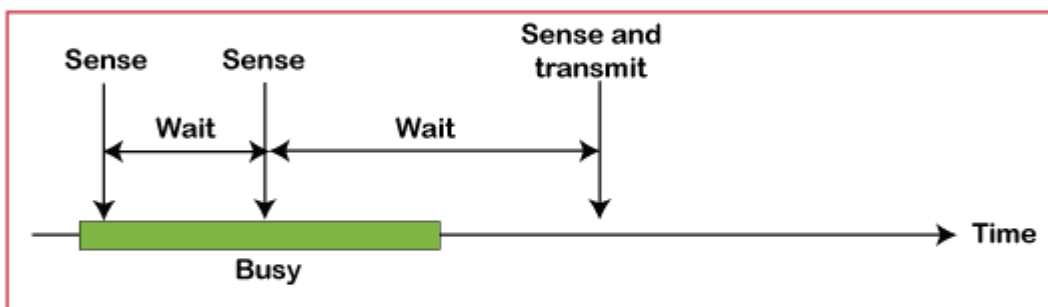 Sense and
transmit
Sense
Sense
Wait
Wait
Time
Busy